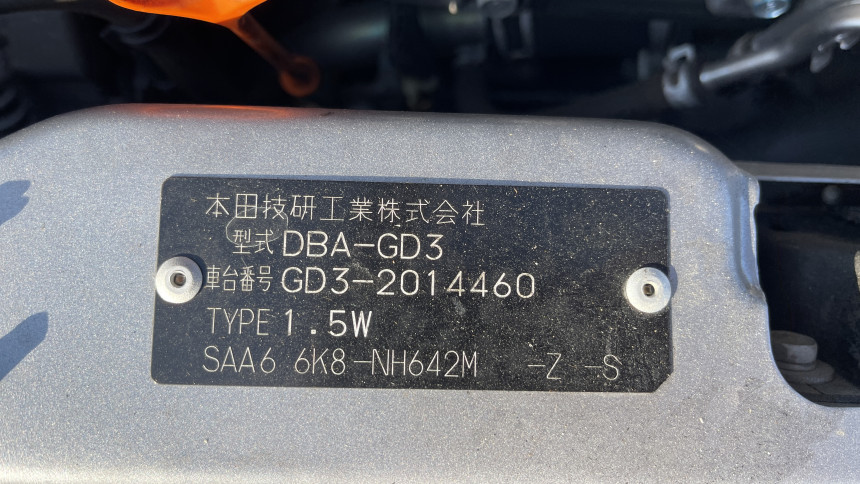 本田技研工業株式会社
型式 DBA-GD3
車台番号 GD3-2014460
TYPE 1.5W
SAA6 6K8-NH642M -Z -S